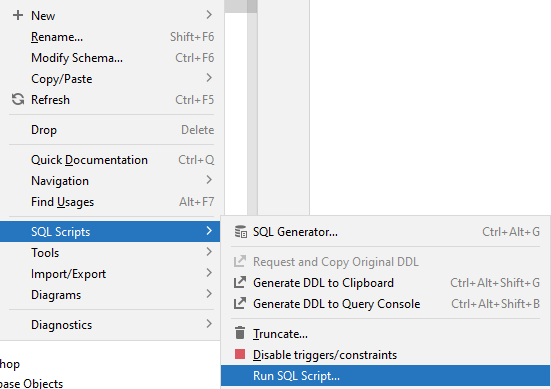 New
Rename... Shift+F6
Modify Schema... Ctrl+F6
Copy/Paste
Refresh Ctrl+F5
Drop Delete
Quick Documentation Ctrl+Q
Navigation
Find Usages Alt+F7
SQL Scripts
Tools
Import/Export
Diagrams
Diagnostics
SQL Generator... Ctrl+Alt+G
Request and Copy Original DDL
Generate DDL to Clipboard Ctrl+Alt+Shift+G
Generate DDL to Query Console Ctrl+Alt+Shift+B
Truncate...
Disable triggers/constraints
Run SQL Script...
hop
base Objects